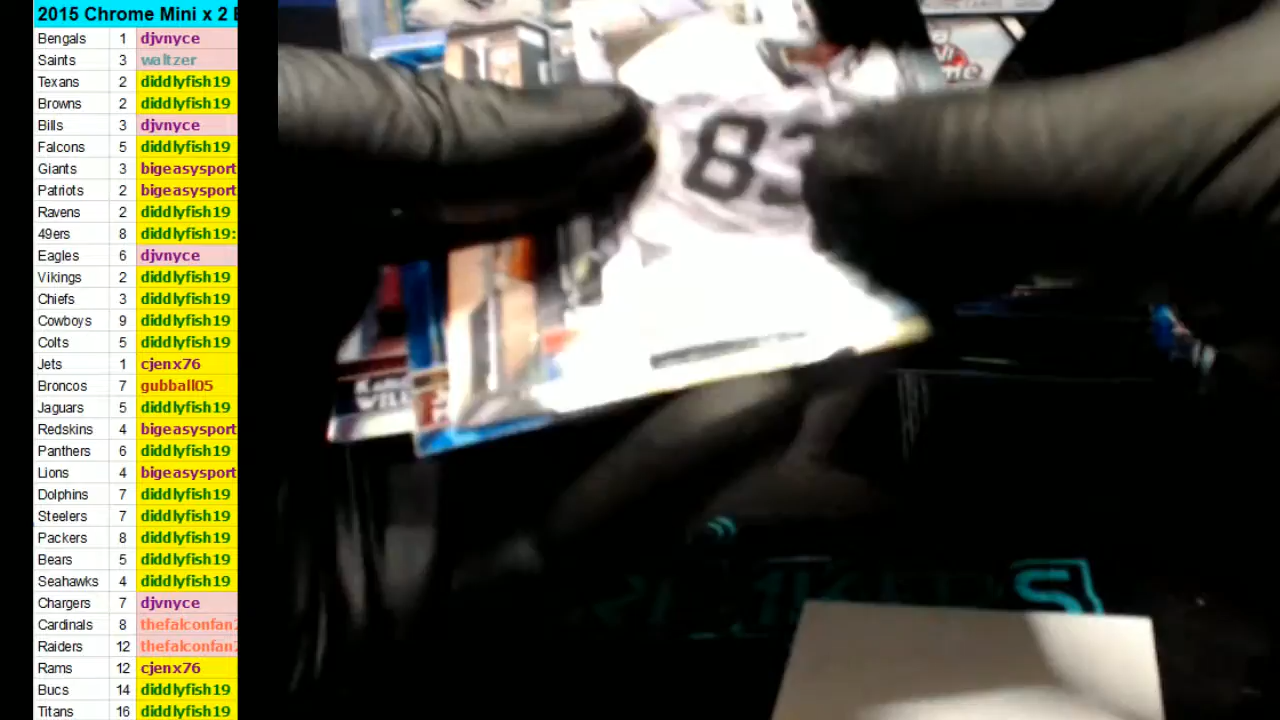 2015 Chrome Mini x 2 B
Bengals 1 djvnyce
Saints 3 waltzer
Texans 2 diddlyfish19
Browns 2 diddlyfish19
Bills 3 djvnyce
Falcons 5 diddlyfish19
Giants 3 bigeasysport
Patriots 2 bigeasysport
Ravens 2 diddlyfish19
49ers 8 diddlyfish19:
Eagles 6 djvnyce
Vikings 2 diddlyfish19
Chiefs 3 diddlyfish19
Cowboys 9 diddlyfish19
Colts 5 diddlyfish19
Jets 1 cjenx76
Broncos 7 gubball05
Jaguars 5 diddlyfish19
Redskins 4 bigeasysport
Panthers 6 diddlyfish19
Lions 4 bigeasysport
Dolphins 7 diddlyfish19
Steelers 7 diddlyfish19
Packers 8 diddlyfish19
Bears 5 diddlyfish19
Seahawks 4 diddlyfish19
Chargers 7 djvnyce
Cardinals 8 thefalconfan
Raiders 12 thefalconfan
Rams 12 cjenx76
Bucs 14 diddlyfish19
Titans 16 diddlyfish19
83